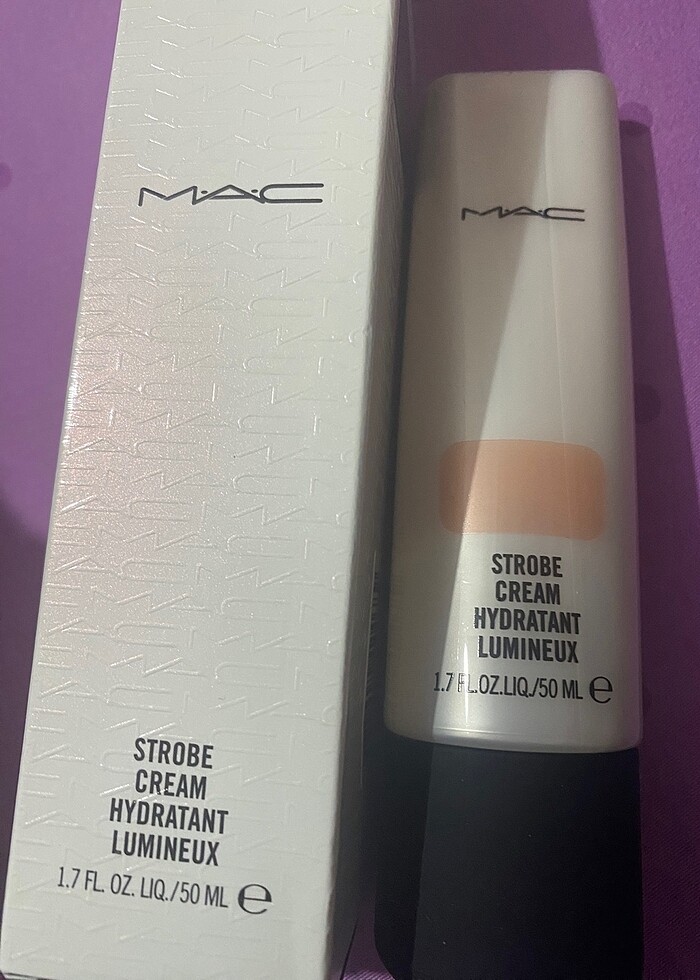 M·A·C
STROBE
CREAM
HYDRATANT
LUMINEUX
1.7 FL. OZ. LIQ./50 ML e
M·A·C
STROBE
CREAM
HYDRATANT
LUMINEUX
1.7 FL.OZ.LIQ./50 ML e